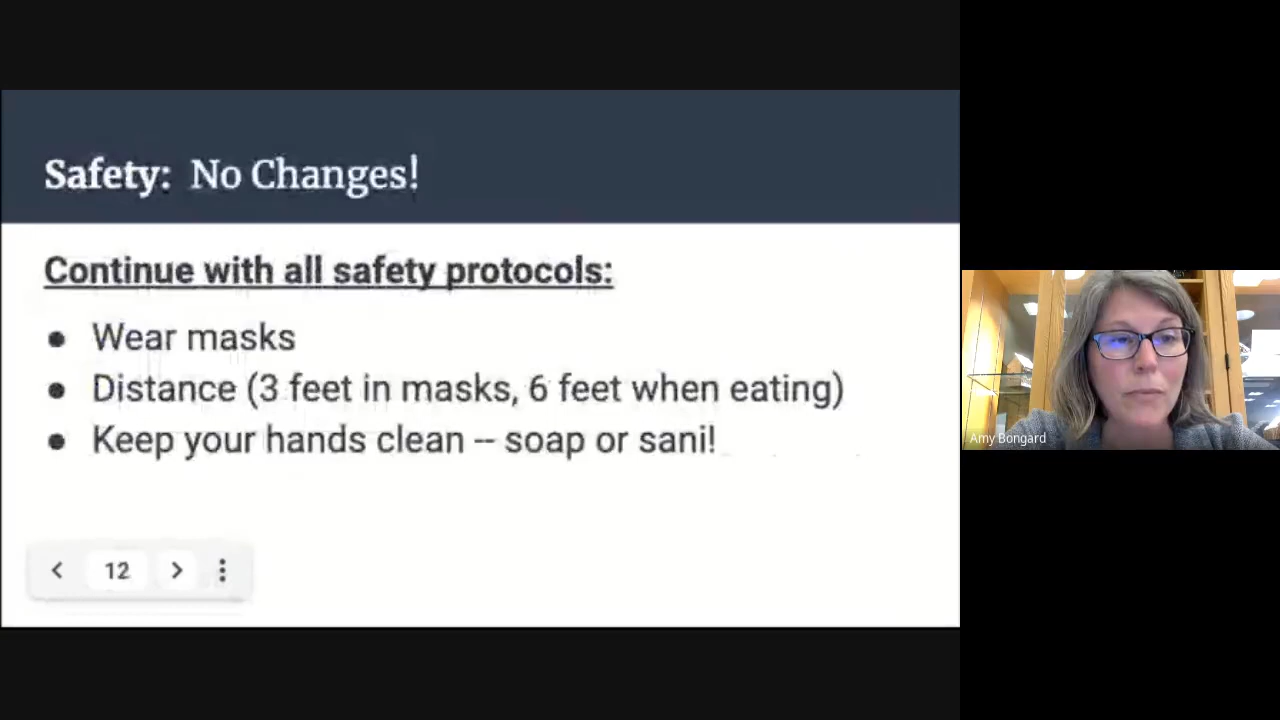 Safety: No Changes!
Continue with all safety protocols:
● Wear masks
● Distance (3 feet in masks, 6 feet when eating)
● Keep your hands clean -- soap or sani!
12
Amy Bongard